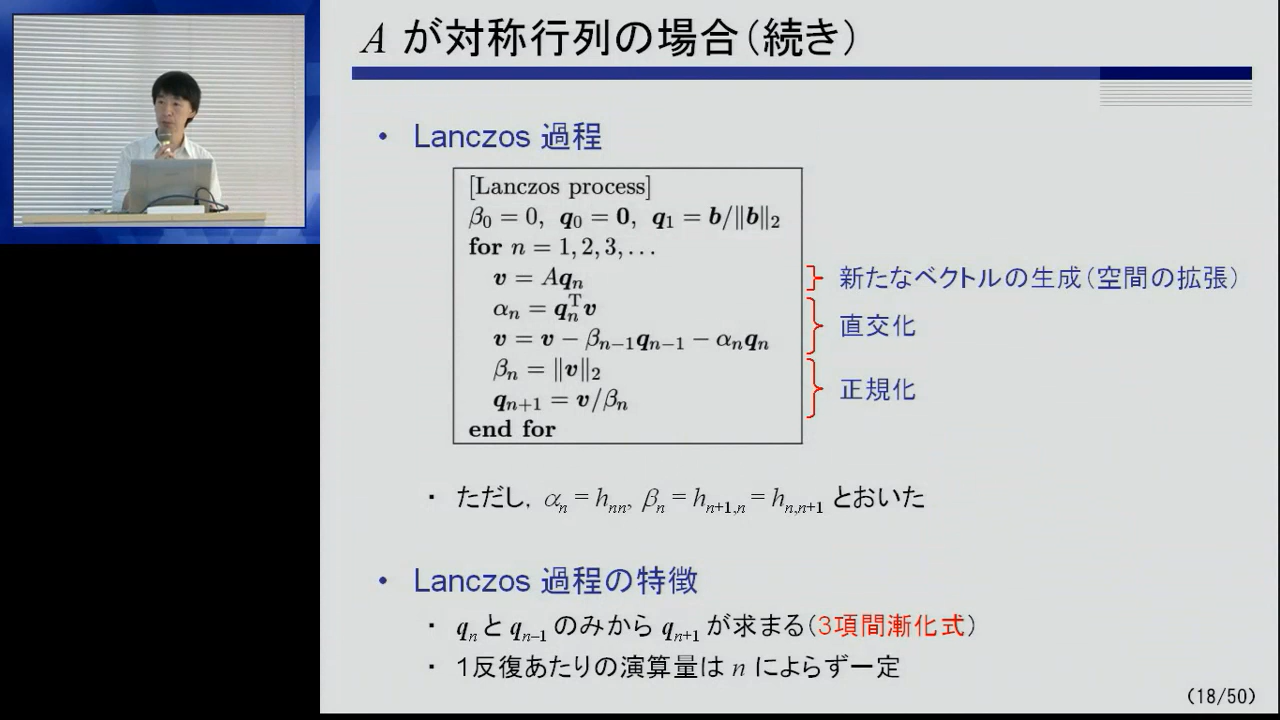 A が対称行列の場合（続き）
• Lanczos 過程
[Lanczos process]
β₀ = 0, q₀ = 0, q₁ = b/‖b‖₂
for n = 1, 2, 3, . . .
v = Aqₙ
αₙ = qₙᵀv
v = v − βₙ₋₁qₙ₋₁ − αₙqₙ
βₙ = ‖v‖₂
qₙ₊₁ = v/βₙ
end for
新たなベクトルの生成（空間の拡張）
直交化
正規化
・ ただし, αₙ = hₙₙ, βₙ = hₙ₊₁,ₙ = hₙ,ₙ₊₁ とおいた
• Lanczos 過程の特徴
・ qₙ と qₙ₋₁ のみから qₙ₊₁ が求まる（3項間漸化式）
・ 1反復あたりの演算量は n によらず一定
（18/50）